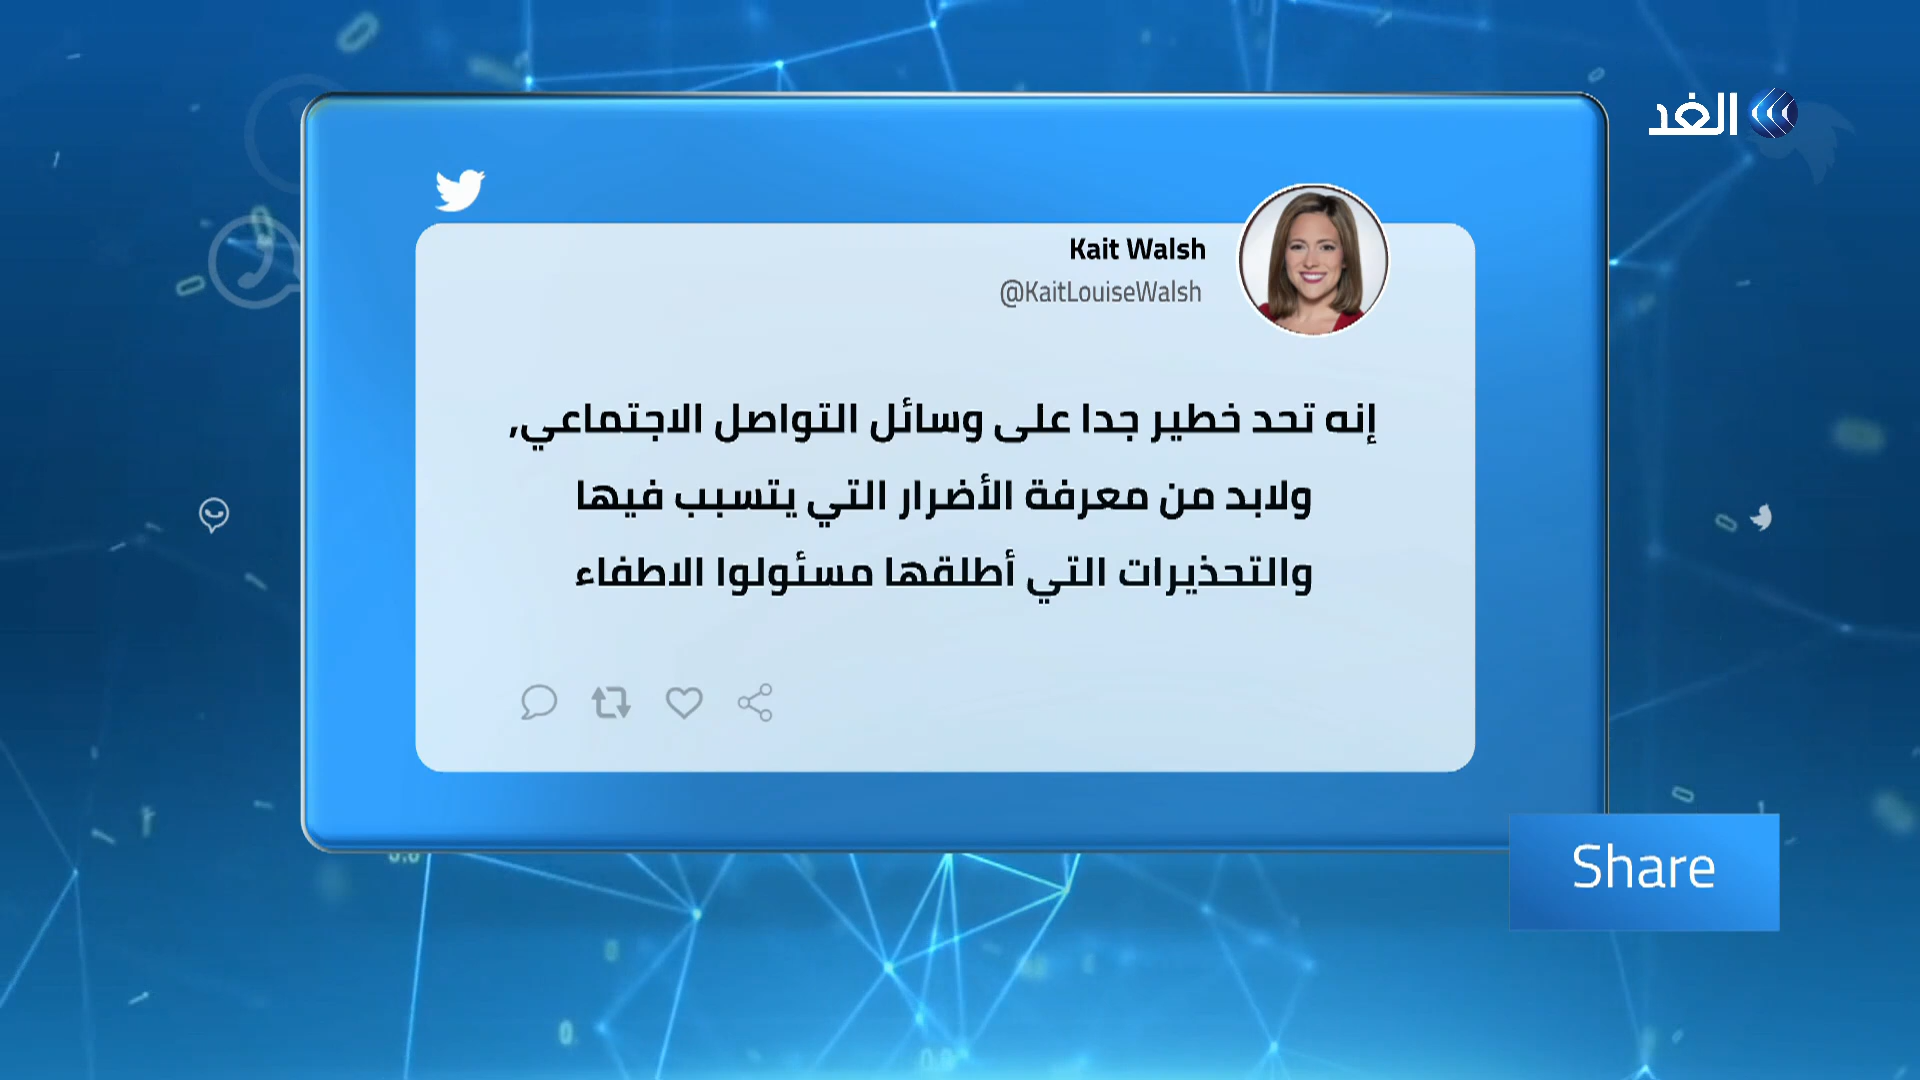 الغد
Kait Walsh
@KaitLouiseWalsh
إنه تحد خطير جدا على وسائل التواصل الاجتماعي,
ولابد من معرفة الأضرار التي يتسبب فيها
والتحذيرات التي أطلقها مسئولوا الاطفاء
Share